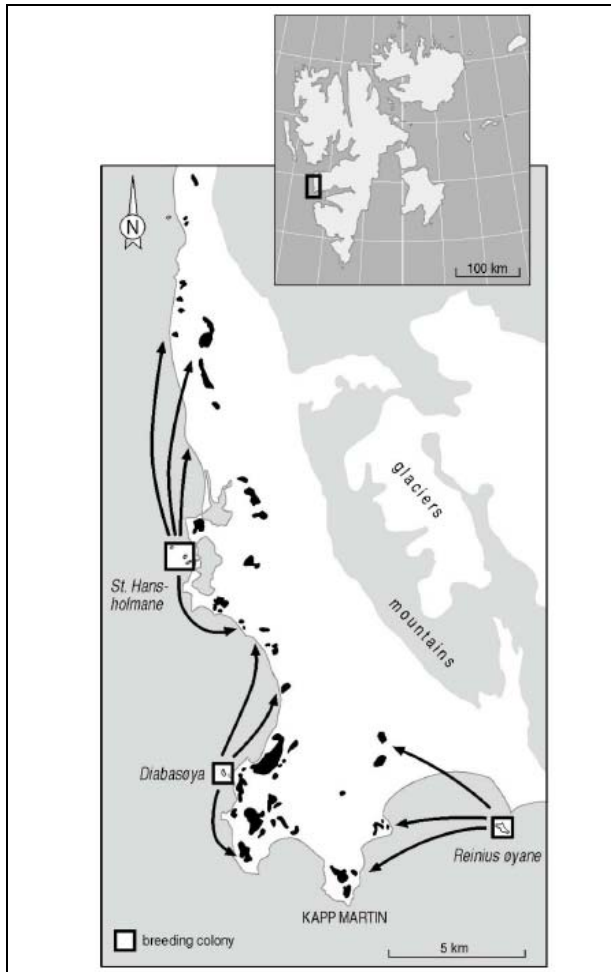 100 km
N
glaciers
mountains
St. Hans-
holmane
Diabasøya
Reinius øyane
KAPP MARTIN
breeding colony
5 km